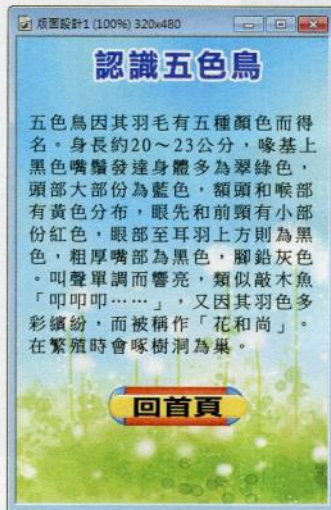 版面設計1 (100%) 320x480
認識五色鳥
五色鳥因其羽毛有五種顏色而得
名。身長約20～23公分，喙基上
黑色嘴鬚發達身體多為翠綠色，
頭部大部份為藍色，額頭和喉部
有黃色分布，眼先和前頸有小部
份紅色，眼部至耳羽上方則為黑
色，粗厚嘴部為黑色，腳鉛灰色
。叫聲單調而響亮，類似敲木魚
「叩叩叩……」，又因其羽色多
彩繽紛，而被稱作「花和尚」。
在繁殖時會啄樹洞為巢。
回首頁